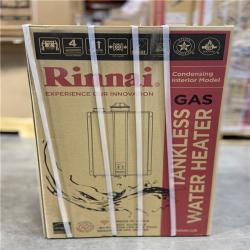 4
Rinnai
EXPERIENCE OUR INNOVATION
Condensing
Interior Model
GAS
TANKLESS
WATER HEATER